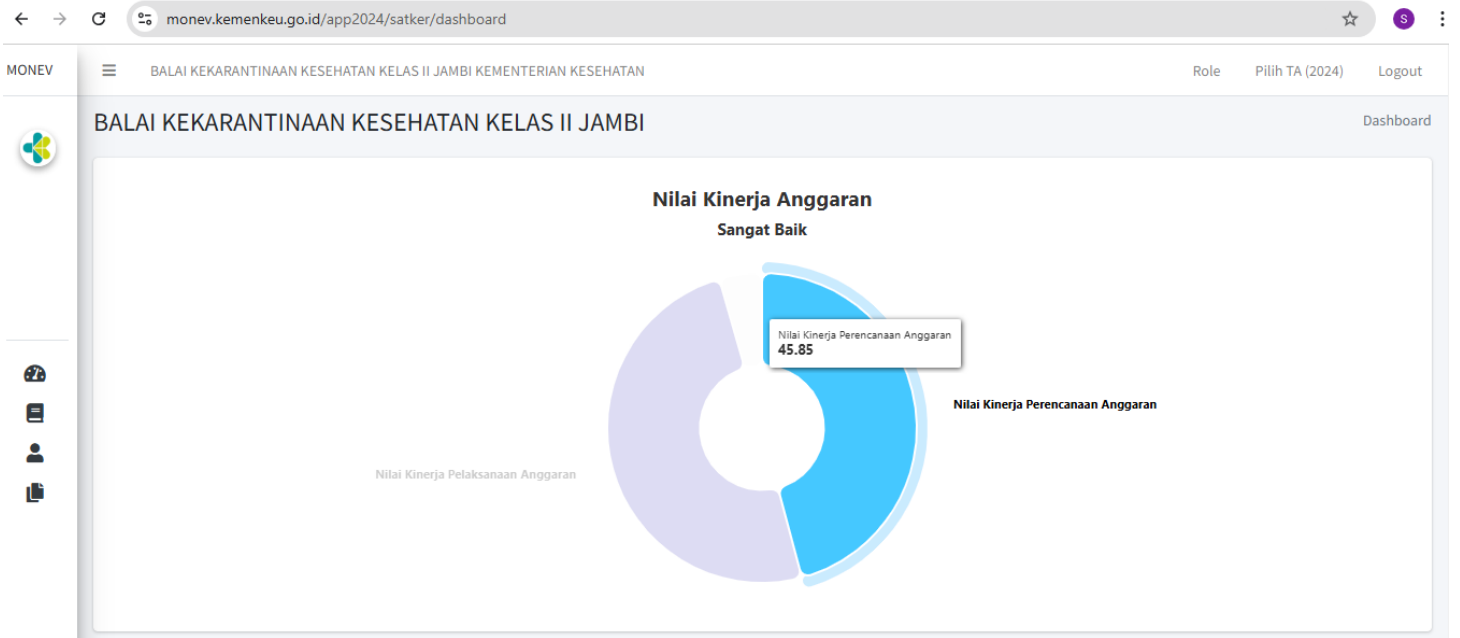 monev.kemenkeu.go.id/app2024/satker/dashboard
S
MONEV
BALAI KEKARANTINAAN KESEHATAN KELAS II JAMBI KEMENTERIAN KESEHATAN
Role
Pilih TA (2024)
Logout
BALAI KEKARANTINAAN KESEHATAN KELAS II JAMBI
Dashboard
Nilai Kinerja Anggaran
Sangat Baik
Nilai Kinerja Perencanaan Anggaran
45.85
Nilai Kinerja Perencanaan Anggaran
Nilai Kinerja Pelaksanaan Anggaran